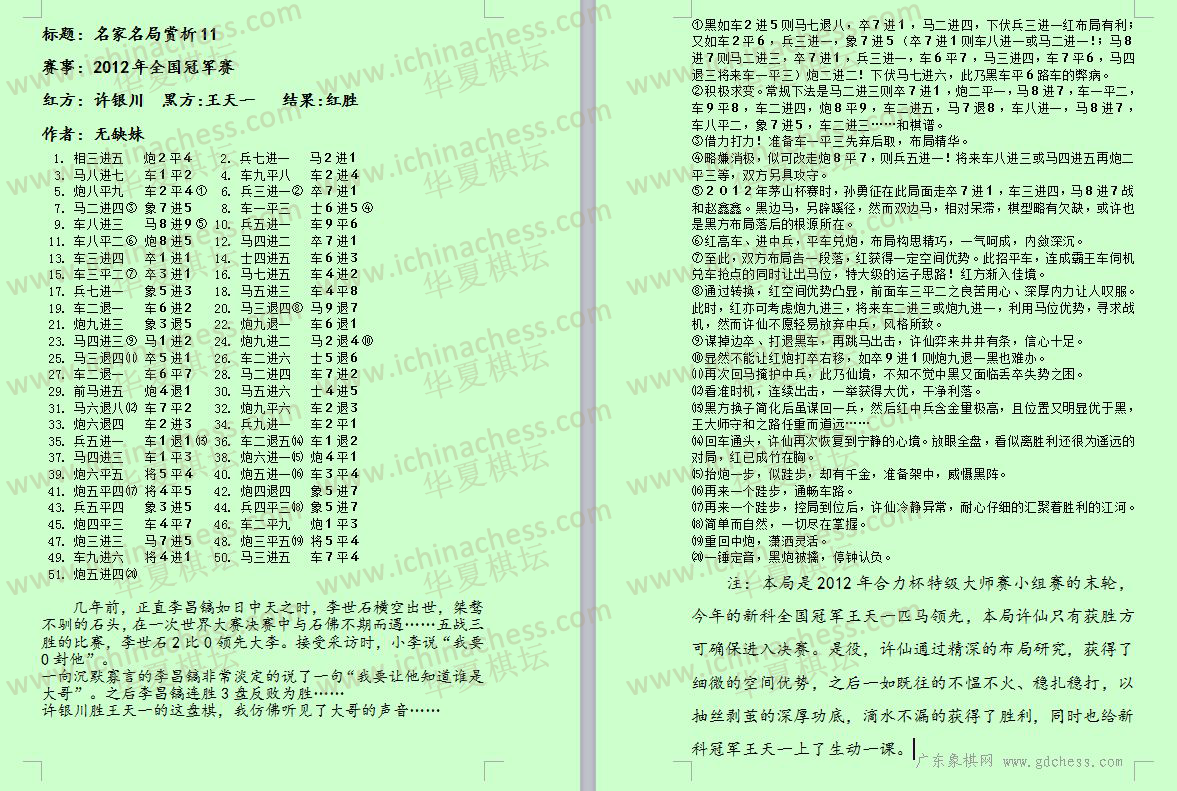 标题：名家名局赏析11
赛事：2012年全国冠军赛
红方：许银川 黑方:王天一 结果:红胜
作者：无缺妹
1. 相三进五 炮２平４ 2. 兵七进一 马２进１
3. 马八进七 车１平２ 4. 车九平八 车２进４
5. 炮八平九 车２平４① 6. 兵三进一② 卒７进１
7. 马二进四③ 象７进５ 8. 车一平三 士６进５④
9. 车八进三 马８进９⑤ 10. 兵五进一 车９平６
11. 车八平二⑥ 炮８进５ 12. 马四进二 卒７进１
13. 车三进四 卒１进１ 14. 士四进五 车６进３
15. 车三平二⑦ 卒３进１ 16. 马七进五 车４进２
17. 兵七进一 象５进３ 18. 马五进三 车４平８
19. 车二退一 车６进２ 20. 马三退四⑧ 马９退７
21. 炮九进三 象３退５ 22. 炮九退一 车６退１
23. 马四进三⑨ 马１进２ 24. 炮九进二 马２退４⑩
25. 马三退四⑾ 卒５进１ 26. 车二进六 士５退６
27. 车二退一 车６平７ 28. 马二进四 车７进２
29. 前马进五 炮４退１ 30. 马五进六 士４进５
31. 马六退八⑿ 车７平２ 32. 炮九平六 车２退３
33. 炮六退四 车２进３ 34. 兵九进一 车２平１
35. 兵五进一 车１退１⒀ 36. 车二退五⒁ 车１退２
37. 马四进三 车１平３ 38. 炮六进一⒂ 炮４平１
39. 炮六平五 将５平４ 40. 炮五进一⒃ 车３平４
41. 炮五平四⒄ 将４平５ 42. 炮四退四 象５进７
43. 兵五平四 象３进５ 44. 兵四平三⒅ 象５进７
45. 炮四平三 车４平７ 46. 车二平九 炮１平３
47. 炮三进三 马７进５ 48. 炮三平五⒆ 将５平４
49. 车九进六 将４进１ 50. 马三进五 车７平４
51. 炮五进四⒇
几年前，正直李昌镐如日中天之时，李世石横空出世，桀骜
不驯的石头，在一次世界大赛决赛中与石佛不期而遇……五战三
胜的比赛，李世石２比０领先大李。接受采访时，小李说“我要
０封他”。
一向沉默寡言的李昌镐非常淡定的说了一句“我要让他知道谁是
大哥”。之后李昌镐连胜３盘反败为胜……
许银川胜王天一的这盘棋，我仿佛听见了大哥的声音……
①黑如车２进５则马七退八，卒７进１，马二进四，下伏兵三进一红布局有利；
又如车２平６，兵三进一，象７进５（卒７进１则车八进一或马二进一!；马８
进７则马二进三，卒７进１，兵三进一，车６平７，马三进四，车７平６，马四
退三将来车一平三）炮二进二！下伏马七进六，此乃黑车平６路车的弊病。
②积极求变。常规下法是马二进三则卒７进１，炮二平一，马８进７，车一平二，
车９平８，车二进四，炮８平９，车二进五，马７退８，车八进一，马８进７，
车八平二，象７进５，车二进三……和棋谱。
③借力打力！准备车一平三先弃后取，布局精华。
④略嫌消极，似可改走炮８平７，则兵五进一！将来车八进三或马四进五再炮二
平三等，双方另具攻守。
⑤２０１２年茅山杯赛时，孙勇征在此局面走卒７进１，车三进四，马８进７战
和赵鑫鑫。黑边马，另辟蹊径，然而双边马，相对呆滞，棋型略有欠缺，或许也
是黑方布局落后的根源所在。
⑥红高车、进中兵，平车兑炮，布局构思精巧，一气呵成，内敛深沉。
⑦至此，双方布局告一段落，红获得一定空间优势。此招平车，连成霸王车伺机
兑车抢点的同时让出马位，特大级的运子思路！红方渐入佳境。
⑧通过转换，红空间优势凸显，前面车三平二之良苦用心、深厚内力让人叹服。
此时，红亦可考虑炮九进三，将来车二进三或炮九进一，利用马位优势，寻求战
机，然而许仙不愿轻易放弃中兵，风格所致。
⑨谋掉边卒、打退黑车，再跳马出击，许仙弈来井井有条，信心十足。
⑩显然不能让红炮打卒右移，如卒９进１则炮九退一黑也难办。
⑾再次回马掩护中兵，此乃仙境，不知不觉中黑又面临丢卒失势之困。
⑿看准时机，连续出击，一举获得大优，干净利落。
⒀黑方换子简化后虽谋回一兵，然后红中兵含金量极高，且位置又明显优于黑，
王大师守和之路任重而道远……
⒁回车通头，许仙再次恢复到宁静的心境。放眼全盘，看似离胜利还很为遥远的
对局，红已成竹在胸。
⒂抬炮一步，似跬步，却有千金，准备架中，威慑黑阵。
⒃再来一个跬步，通畅车路。
⒄再来一个跬步，控局到位后，许仙冷静异常，耐心仔细的汇聚着胜利的江河。
⒅简单而自然，一切尽在掌握。
⒆重回中炮，潇洒灵活。
⒇一锤定音，黑炮被擒，停钟认负。
注：本局是2012年合力杯特级大师赛小组赛的末轮，
今年的新科全国冠军王天一匹马领先，本局许仙只有获胜方
可确保进入决赛。是役，许仙通过精深的布局研究，获得了
细微的空间优势，之后一如既往的不愠不火、稳扎稳打，以
抽丝剥茧的深厚功底，滴水不漏的获得了胜利，同时也给新
科冠军王天一上了生动一课。
广东象棋网 www.gdchess.com
www.ichinachess.com
华夏棋坛